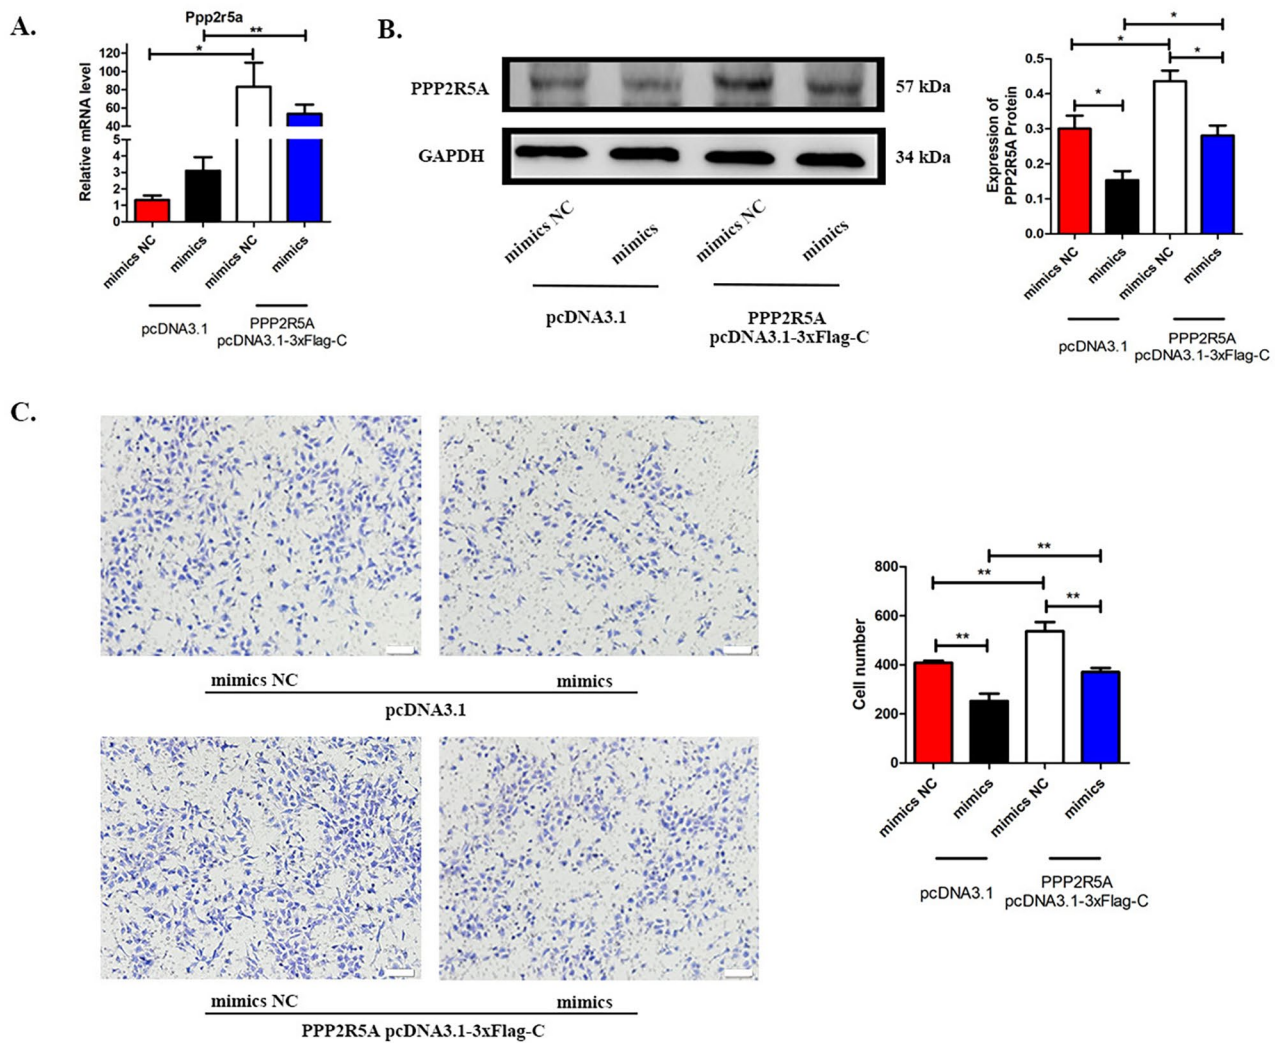 A.
Ppp2r5a
*
**
Relative mRNA level
120
100
80
60
40
5
4
3
2
1
0
mimics NC
mimics
mimics NC
mimics
pcDNA3.1
PPP2R5A
pcDNA3.1-3xFlag-C
B.
PPP2R5A
57 kDa
GAPDH
34 kDa
mimics NC
mimics
mimics NC
mimics
pcDNA3.1
PPP2R5A
pcDNA3.1-3xFlag-C
*
*
*
*
Expression of
PPP2R5A Protein
0.5
0.4
0.3
0.2
0.1
0.0
mimics NC
mimics
mimics NC
mimics
pcDNA3.1
PPP2R5A
pcDNA3.1-3xFlag-C
C.
mimics NC
mimics
pcDNA3.1
mimics NC
mimics
PPP2R5A pcDNA3.1-3xFlag-C
**
**
**
**
Cell number
800
600
400
200
0
mimics NC
mimics
mimics NC
mimics
pcDNA3.1
PPP2R5A
pcDNA3.1-3xFlag-C